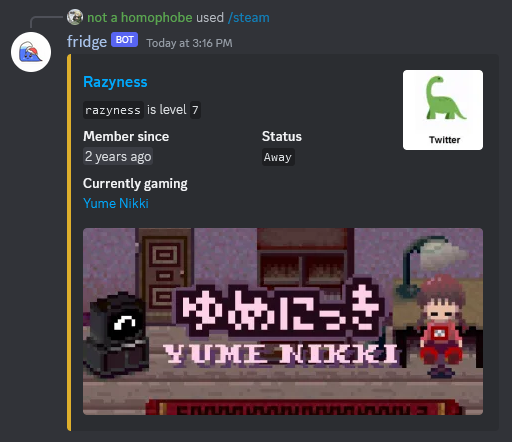 not a homophobe used /steam
fridge BOT Today at 3:16 PM
Razyness
razyness is level 7
Twitter
Member since
Status
2 years ago
Away
Currently gaming
Yume Nikki
ゆめにっき
YUME NIKKI